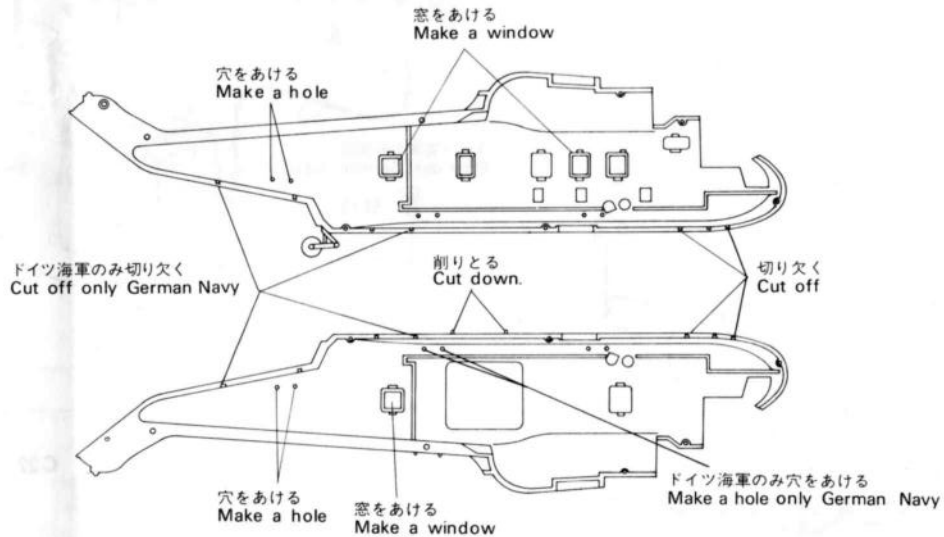 窓をあける
Make a window
穴をあける
Make a hole
ドイツ海軍のみ切り欠く
Cut off only German Navy
削りとる
Cut down.
切り欠く
Cut off
穴をあける
Make a hole
窓をあける
Make a window
ドイツ海軍のみ穴をあける
Make a hole only German Navy